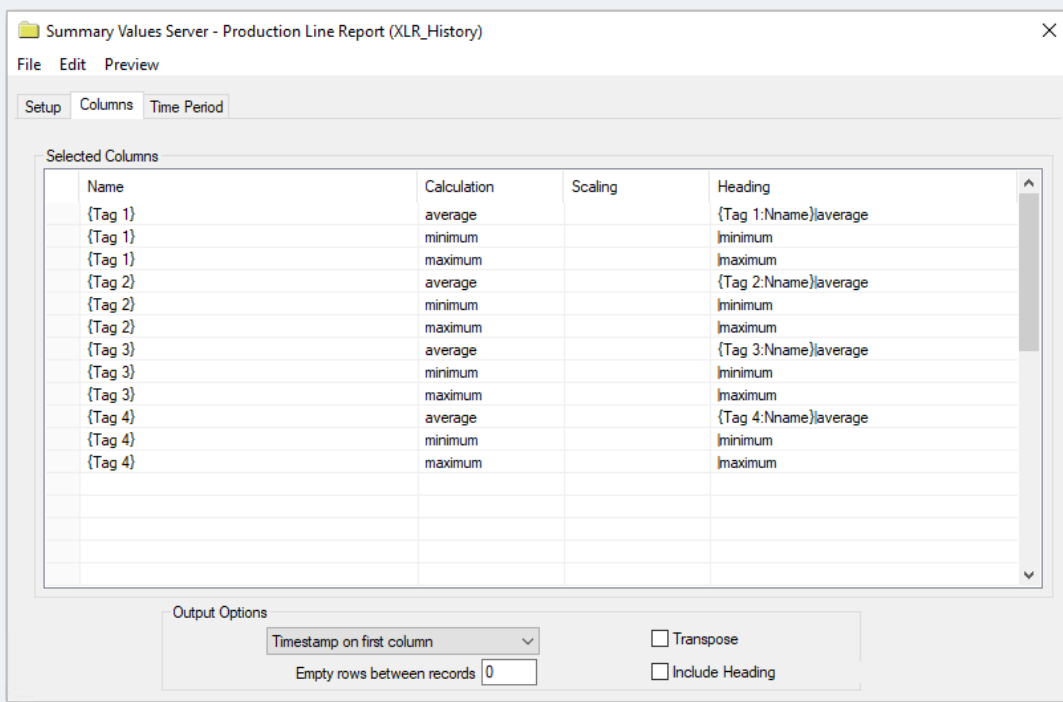 Summary Values Server - Production Line Report (XLR_History)
File Edit Preview
Setup Columns Time Period
Selected Columns
Name Calculation Scaling Heading
{Tag 1} average {Tag 1:Nname}|average
{Tag 1} minimum |minimum
{Tag 1} maximum |maximum
{Tag 2} average {Tag 2:Nname}|average
{Tag 2} minimum |minimum
{Tag 2} maximum |maximum
{Tag 3} average {Tag 3:Nname}|average
{Tag 3} minimum |minimum
{Tag 3} maximum |maximum
{Tag 4} average {Tag 4:Nname}|average
{Tag 4} minimum |minimum
{Tag 4} maximum |maximum
Output Options
Timestamp on first column Transpose
Empty rows between records 0 Include Heading